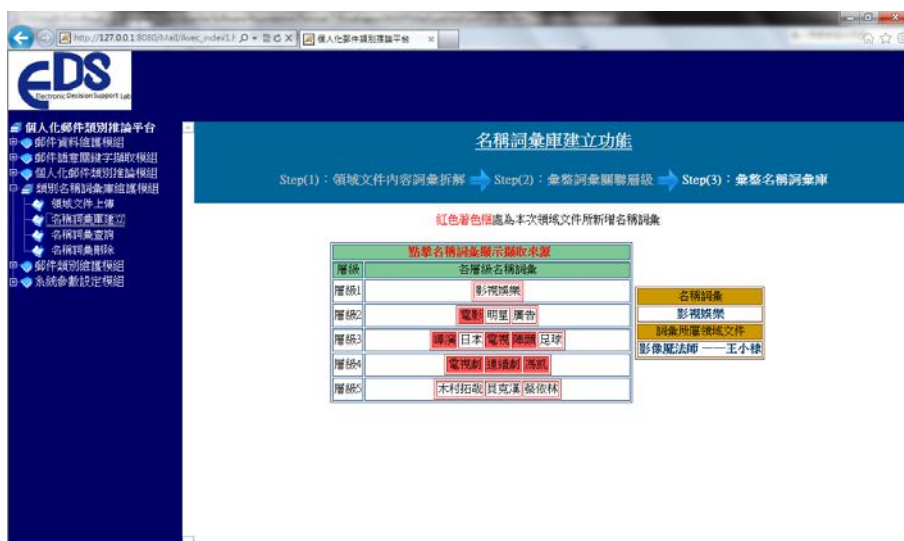 http://127.0.0.1:8080/Mail/Avec_index1.h
個人化郵件類別推論平台
EDS
Electronic Decision Support Lab
個人化郵件類別推論平台
郵件資料維護模組
郵件語意關鍵字擷取模組
個人化郵件類別推論模組
類別名稱詞彙庫維護模組
領域文件上傳
名稱詞彙庫建立
名稱詞彙查詢
名稱詞彙刪除
郵件類別維護模組
系統參數設定模組
名稱詞彙庫建立功能
Step(1)：領域文件內容詞彙拆解 Step(2)：彙整詞彙關聯層級 Step(3)：彙整名稱詞彙庫
紅色著色框處為本次領域文件所新增名稱詞彙
點擊名稱詞彙顯示擷取來源
層級 各層級名稱詞彙
層級1 影視娛樂
層級2 電影 明星 廣告
層級3 導演 日本 電視 陣頭 足球
層級4 電視劇 連續劇 馮凱
層級5 木村拓哉 貝克漢 蔡依林
名稱詞彙
影視娛樂
詞彙所屬領域文件
影像魔法師 ──王小棣